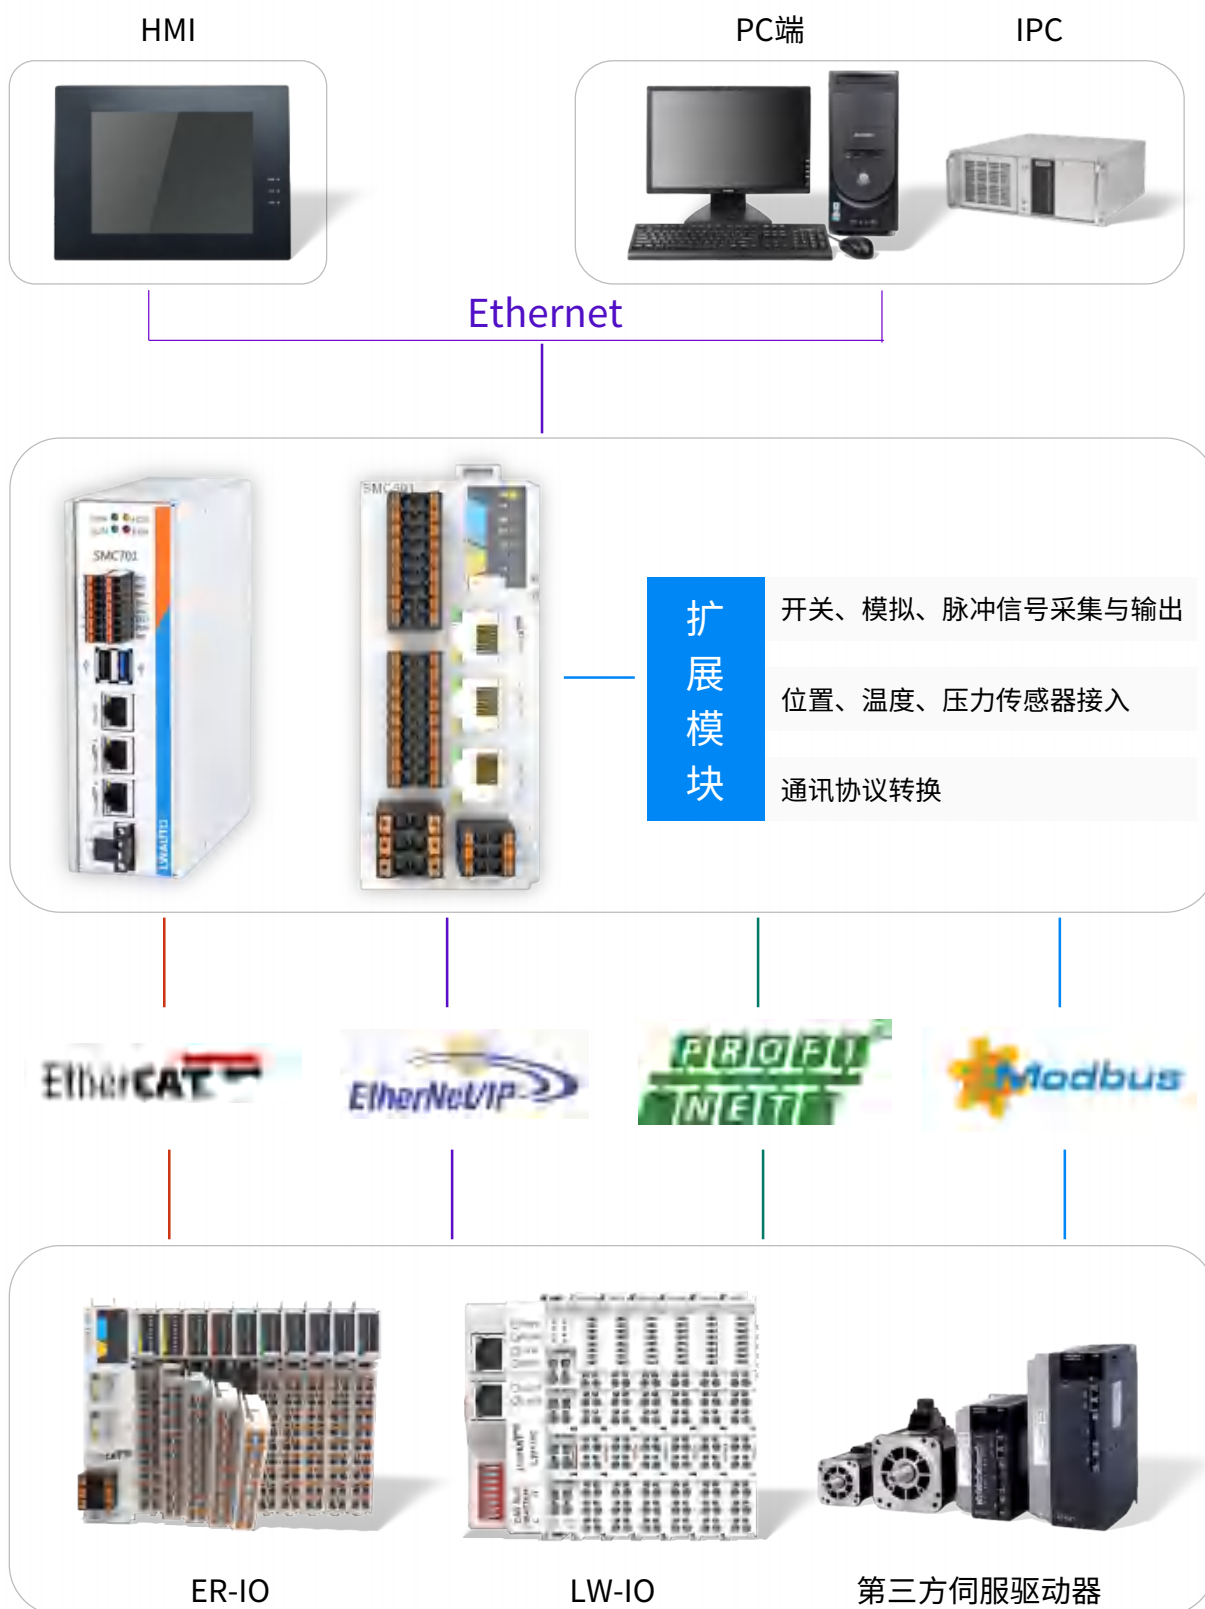 HMI
PC端
IPC
Ethernet
SMC701
扩展模块
开关、模拟、脉冲信号采集与输出
位置、温度、压力传感器接入
通讯协议转换
LWAUTO
EtherCAT
EtherNet/IP
PROFI
NET
Modbus
ER-IO
LW-IO
第三方伺服驱动器